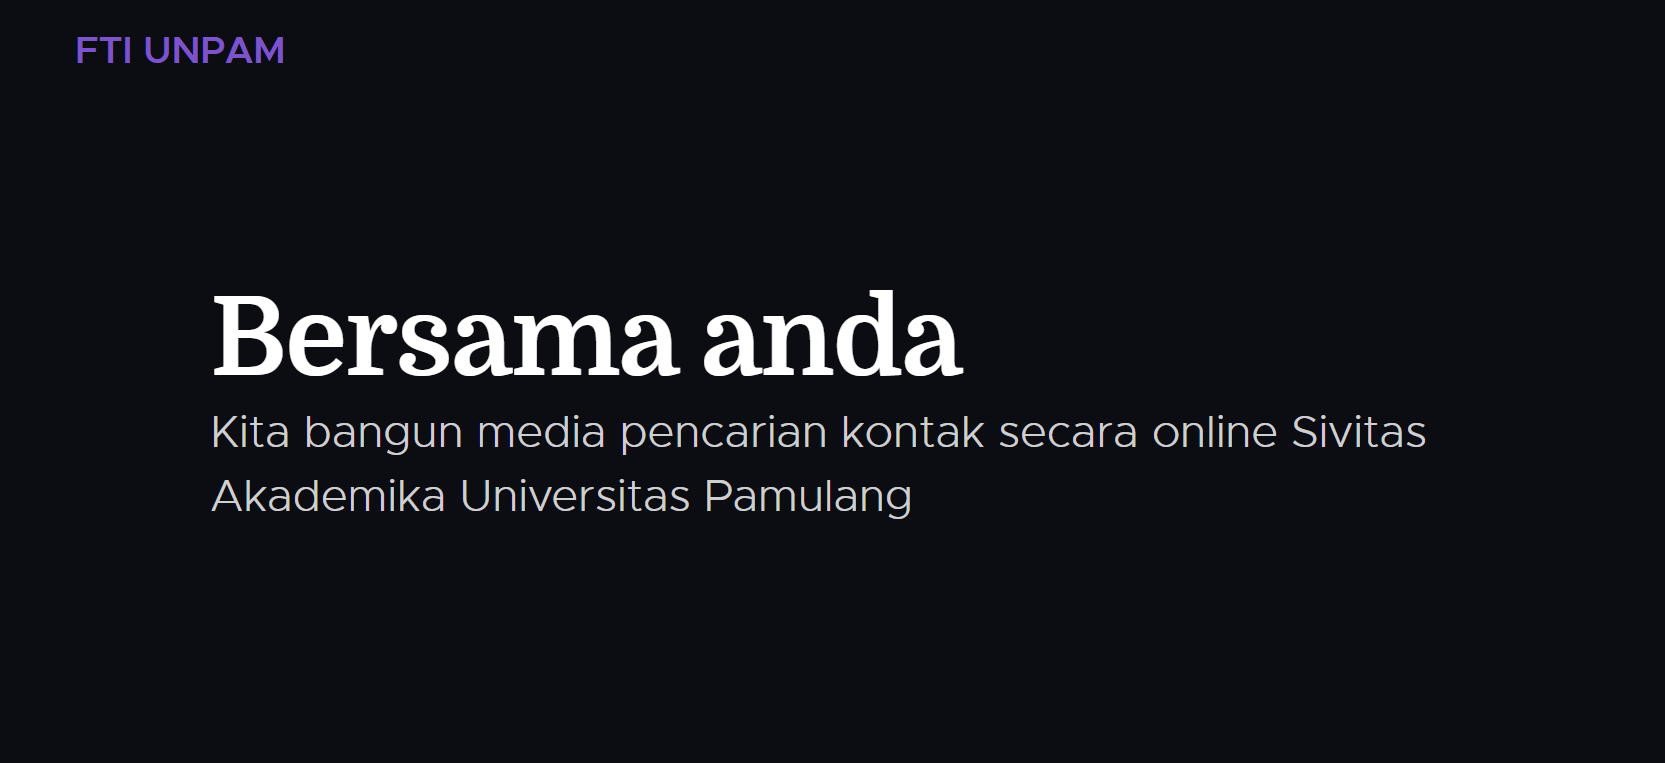 FTI UNPAM
Bersama anda
Kita bangun media pencarian kontak secara online Sivitas
Akademika Universitas Pamulang